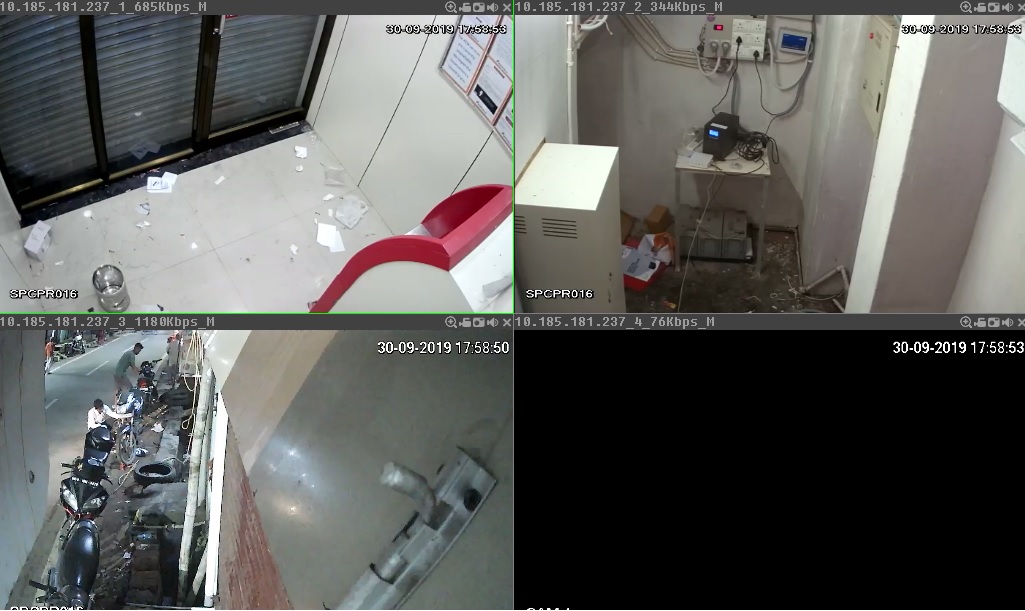 10.185.181.237_1_685Kbps_M
30-09-2019 17:58:53
SPCPR016
10.185.181.237_2_344Kbps_M
30-09-2019 17:58:53
SPCPR016
10.185.181.237_3_1180Kbps_M
30-09-2019 17:58:50
SPCPR016
10.185.181.237_4_76Kbps_M
30-09-2019 17:58:53